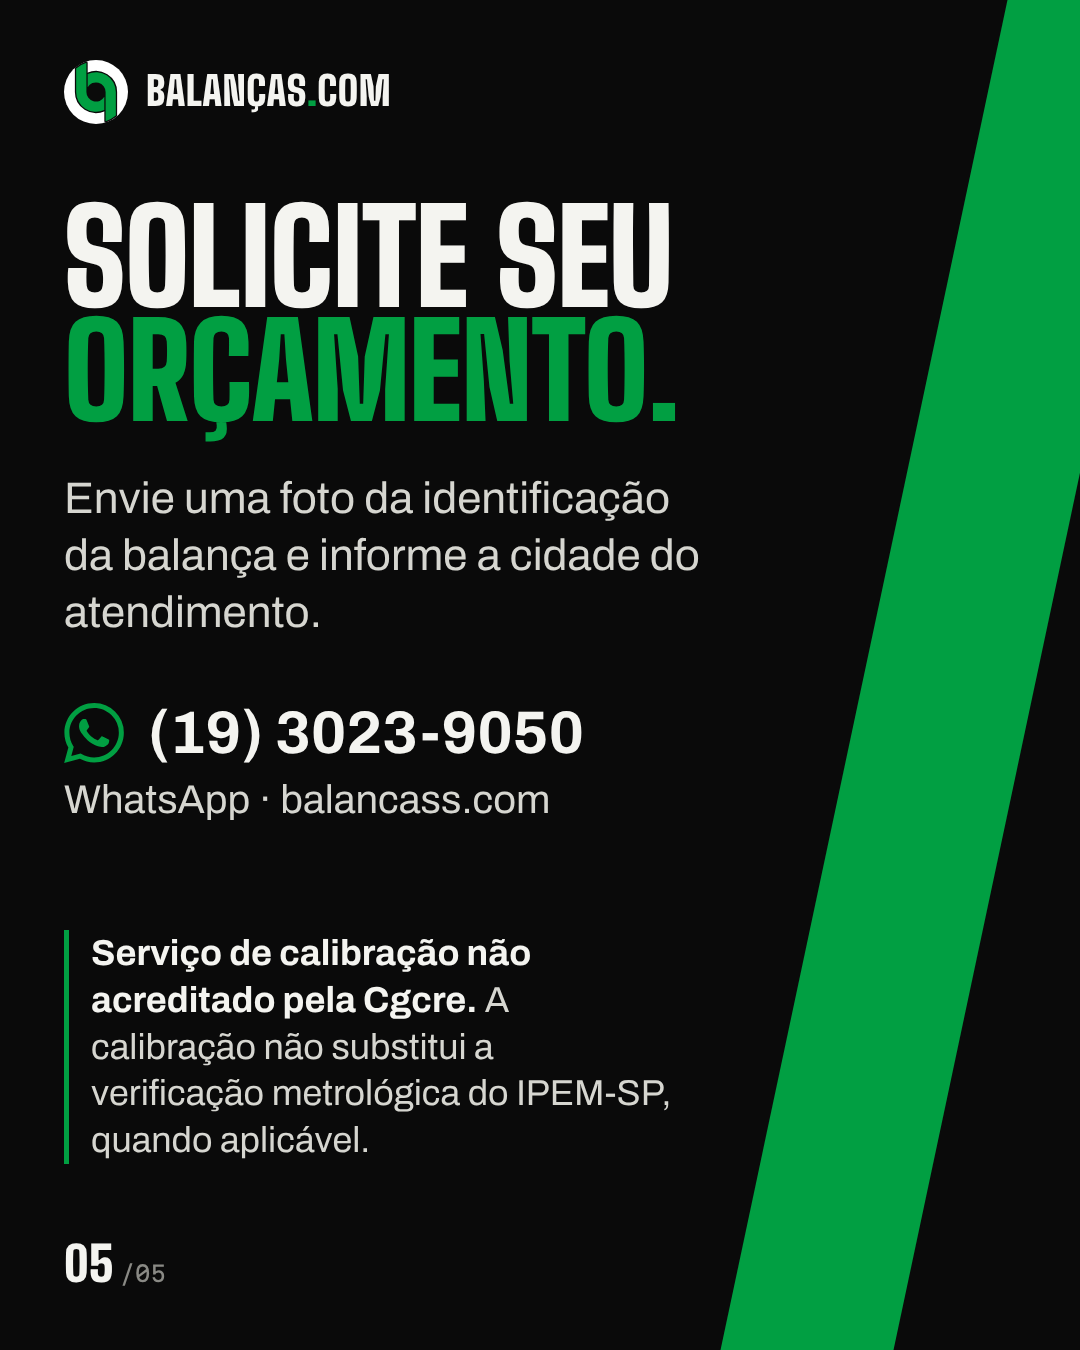 BALANÇAS.COM
SOLICITE SEU
ORÇAMENTO.
Envie uma foto da identificação
da balança e informe a cidade do
atendimento.
(19) 3023-9050
WhatsApp · balancass.com
Serviço de calibração não
acreditado pela Cgcre. A
calibração não substitui a
verificação metrológica do IPEM-SP,
quando aplicável.
05 /05